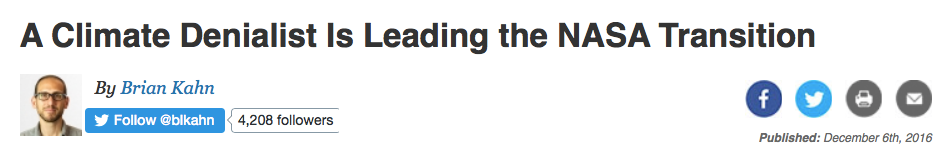 A Climate Denialist Is Leading the NASA Transition
By Brian Kahn
Follow @blkahn 4,208 followers
Published: December 6th, 2016